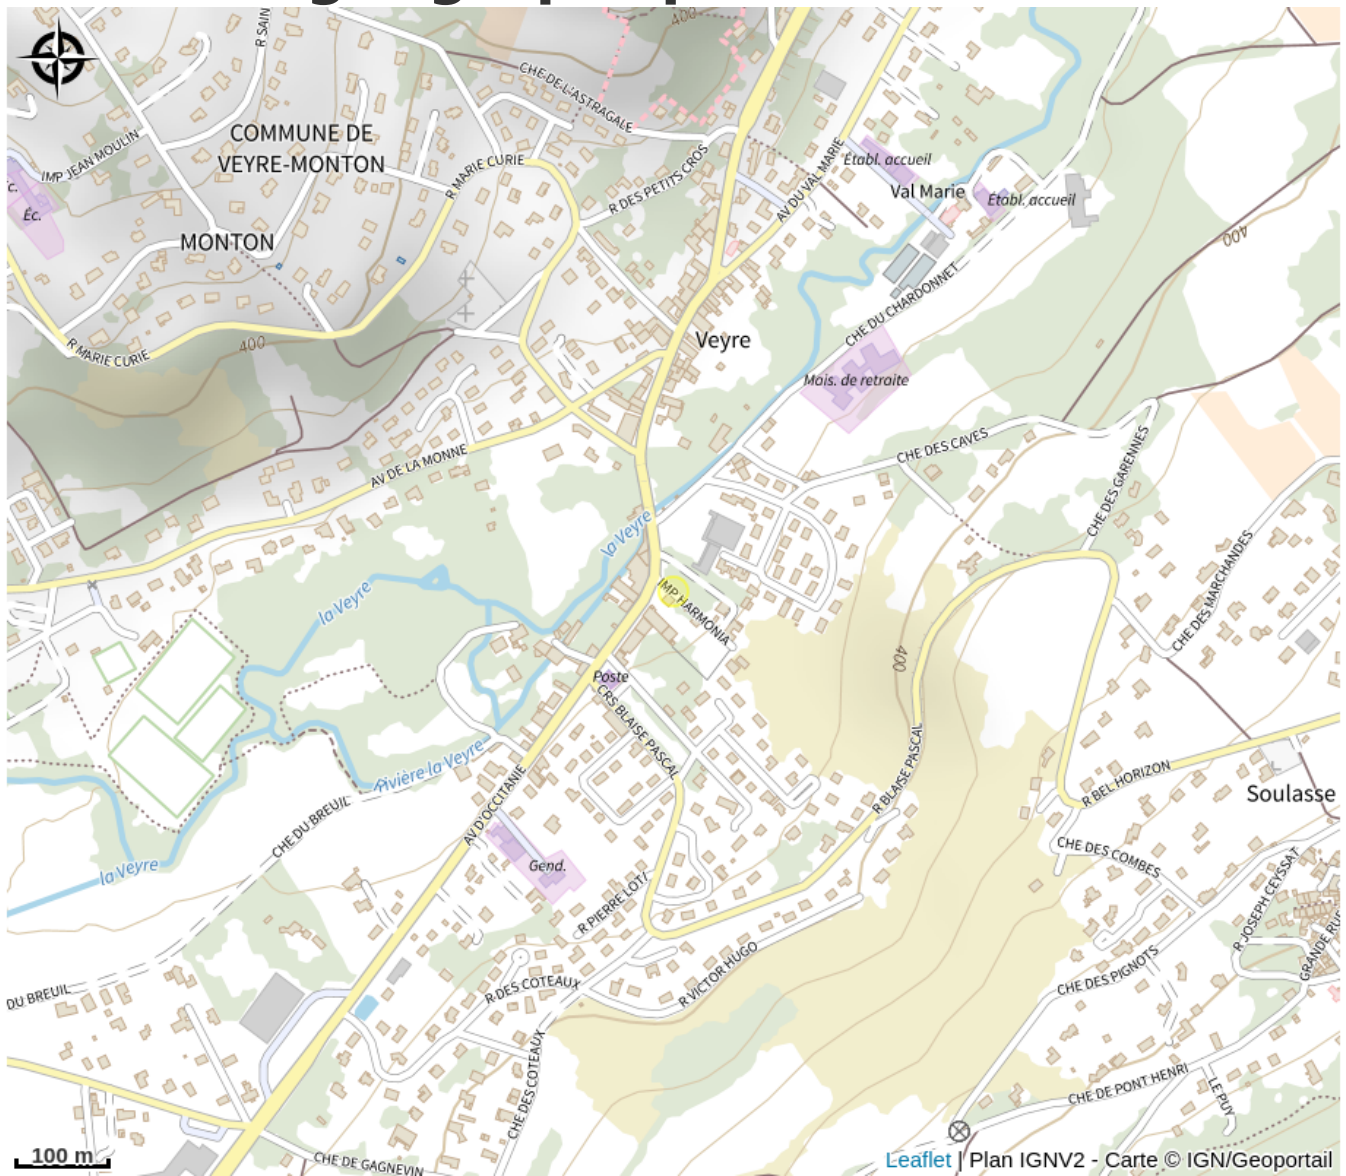 400
R SAIN
CHE DE L'ASTRAGALE
COMMUNE DE
VEYRE-MONTON
IMP JEAN MOULIN
Éc.
R MARIE CURIE
R DES PETITS CROS
AV DU VAL MARIE
Établ. accueil
Val Marie
Établ. accueil
MONTON
400
CHE DU CHARDONNET
R MARIE CURIE
400
Veyre
Mais. de retraite
AV DE LA MONNE
CHE DES CAVES
CHE DES GARENNES
la Veyre
CHE DES MARCHANDES
la Veyre
IMP HARMONIA
400
Poste
CRS BLAISE PASCAL
Rivière la Veyre
R BLAISE PASCAL
R BEL HORIZON
Soulasse
AV D'OCCITANIE
CHE DU BREUIL
la Veyre
Gend.
CHE DES COMBES
R JOSEPH CEYSSAT
R PIERRE LOTI
GRANDE RUE
R VICTOR HUGO
R DES COTEAUX
CHE DES PIGNOTS
DU BREUIL
CHE DES COTEAUX
CHE DE PONT HENRI
LE PUY
100 m
CHE DE GAGNEVIN
Leaflet | Plan IGNV2 - Carte © IGN/Geoportail